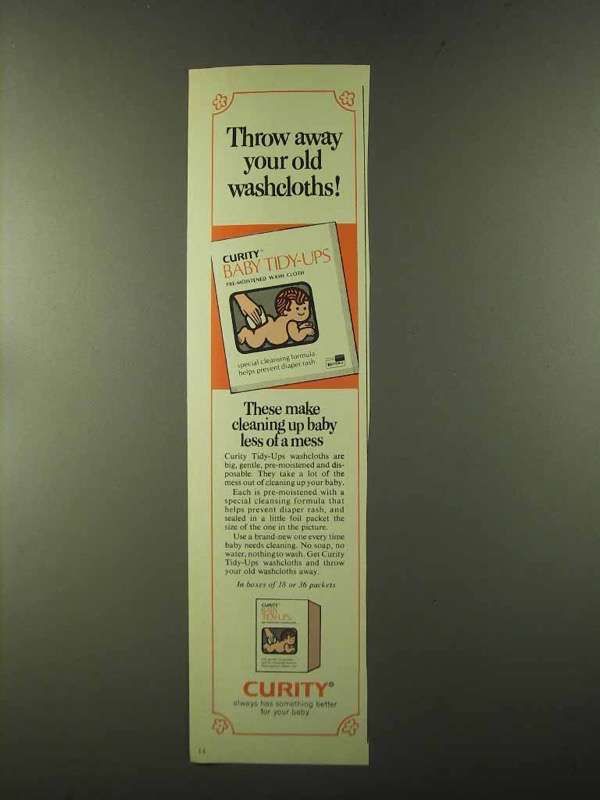 Throw away
your old
washcloths!
CURITY™
BABY TIDY-UPS
PRE-MOISTENED WASH CLOTH
special cleansing formula
helps prevent diaper rash
These make
cleaning up baby
less of a mess
Curity Tidy-Ups washcloths are
big, gentle, pre-moistened and dis-
posable. They take a lot of the
mess out of cleaning up your baby.
Each is pre-moistened with a
special cleansing formula that
helps prevent diaper rash, and
sealed in a little foil packet the
size of the one in the picture.
Use a brand-new one every time
baby needs cleaning. No soap, no
water, nothing to wash. Get Curity
Tidy-Ups washcloths and throw
your old washcloths away.
In boxes of 18 or 36 packets
CURITY
BABY
TIDY-UPS
CURITY®
always has something better
for your baby
14